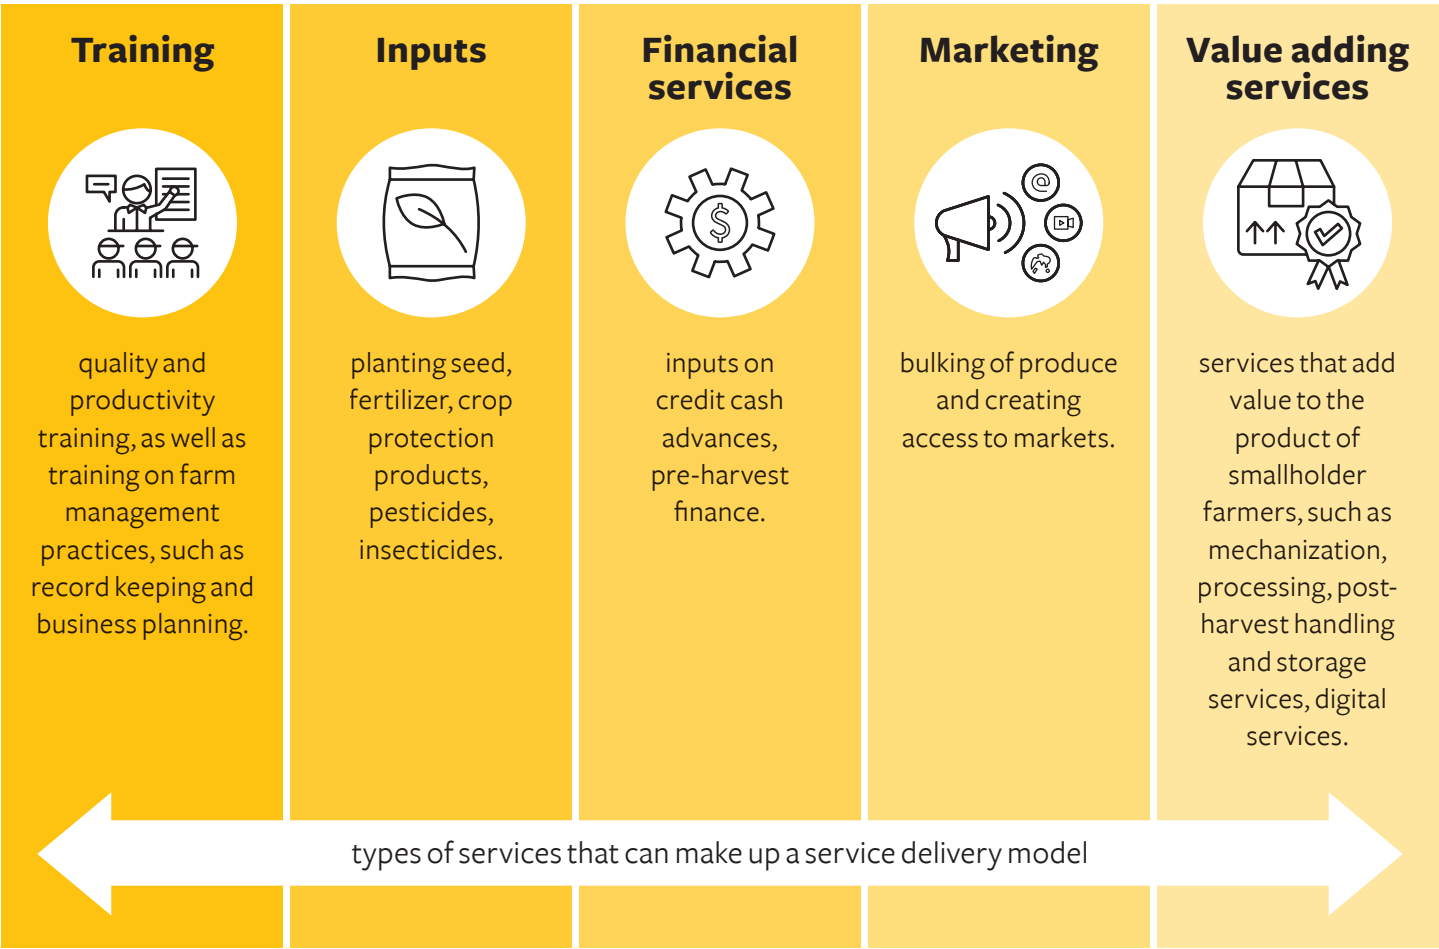 Training
quality and
productivity
training, as well as
training on farm
management
practices, such as
record keeping and
business planning.
Inputs
planting seed,
fertilizer, crop
protection
products,
pesticides,
insecticides.
Financial
services
$
inputs on
credit cash
advances,
pre-harvest
finance.
Marketing
@
bulking of produce
and creating
access to markets.
Value adding
services
services that add
value to the
product of
smallholder
farmers, such as
mechanization,
processing, post-
harvest handling
and storage
services, digital
services.
types of services that can make up a service delivery model